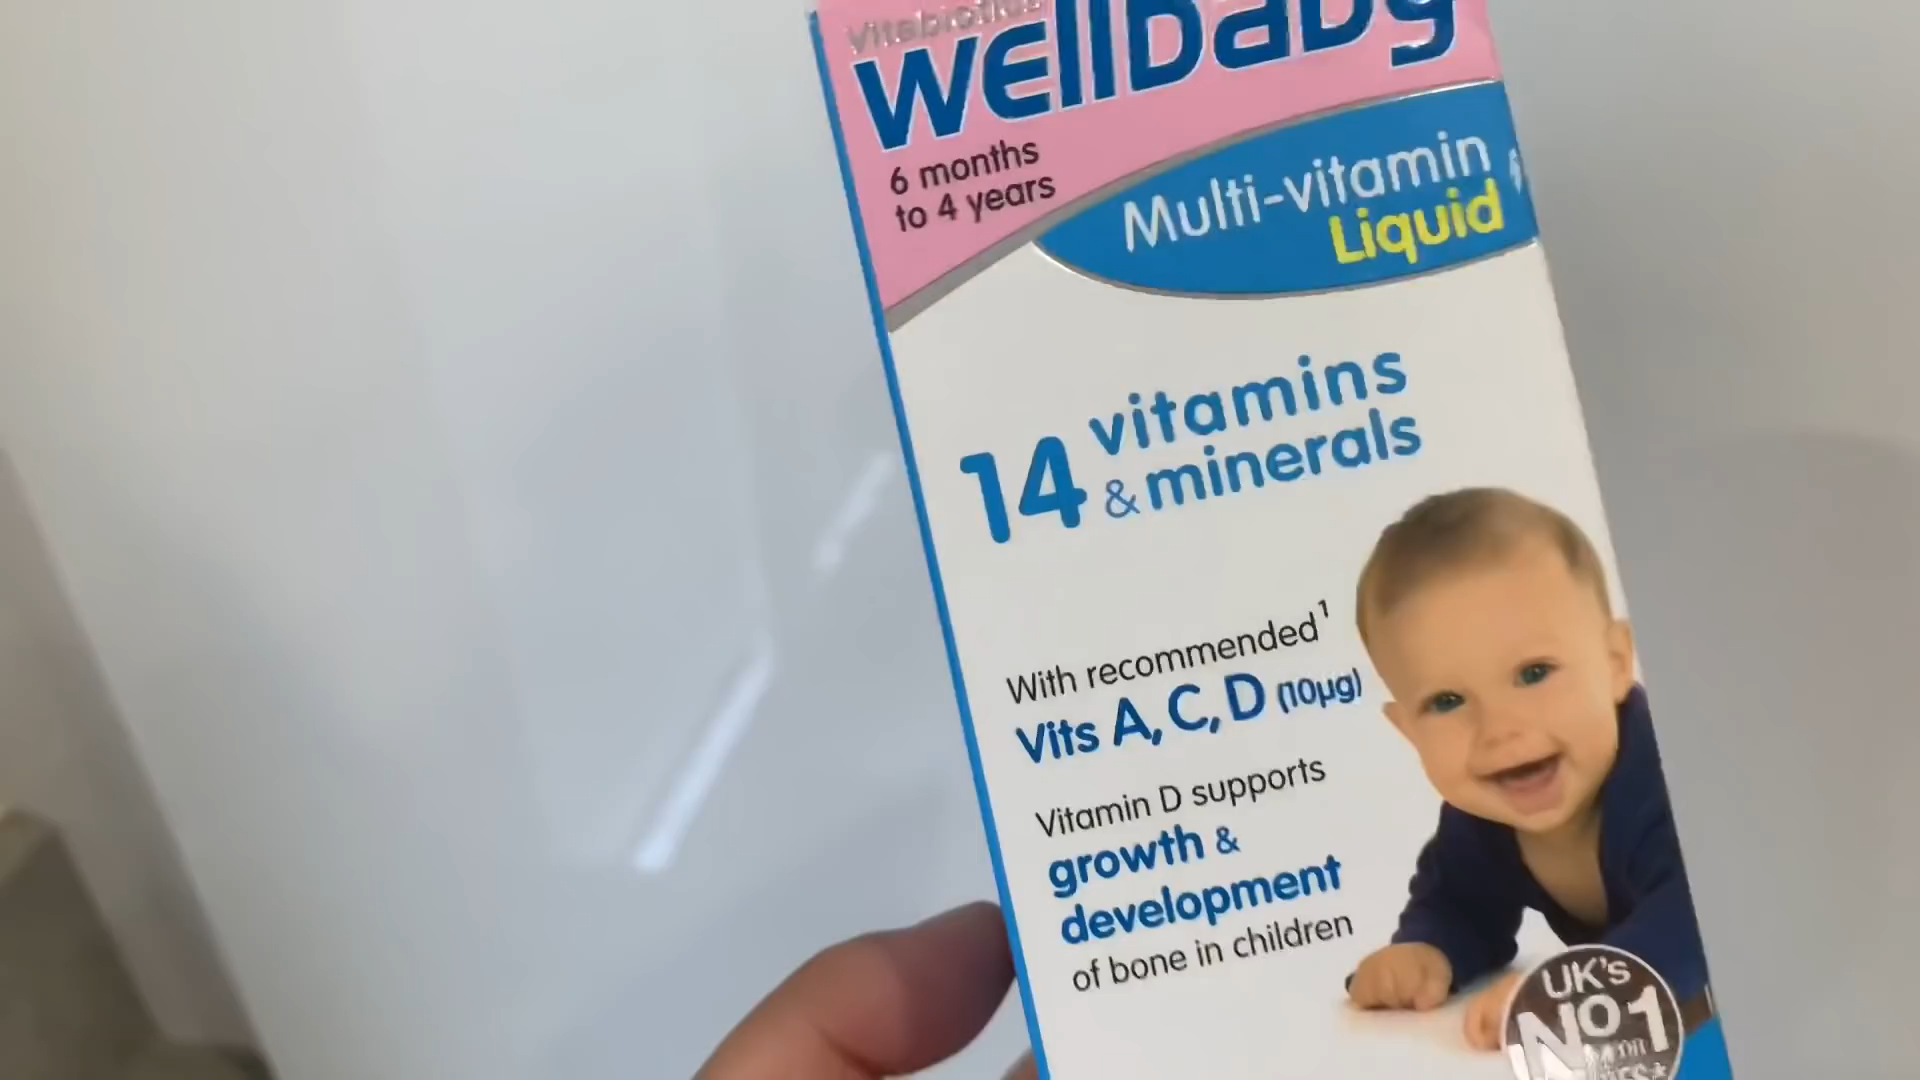 Vitabiotics
wellbaby
6 months
to 4 years
Multi-vitamin
Liquid
14 vitamins
& minerals
With recommended¹
Vits A, C, D (10µg)
Vitamin D supports
growth &
development
of bone in children
UK'S
No1